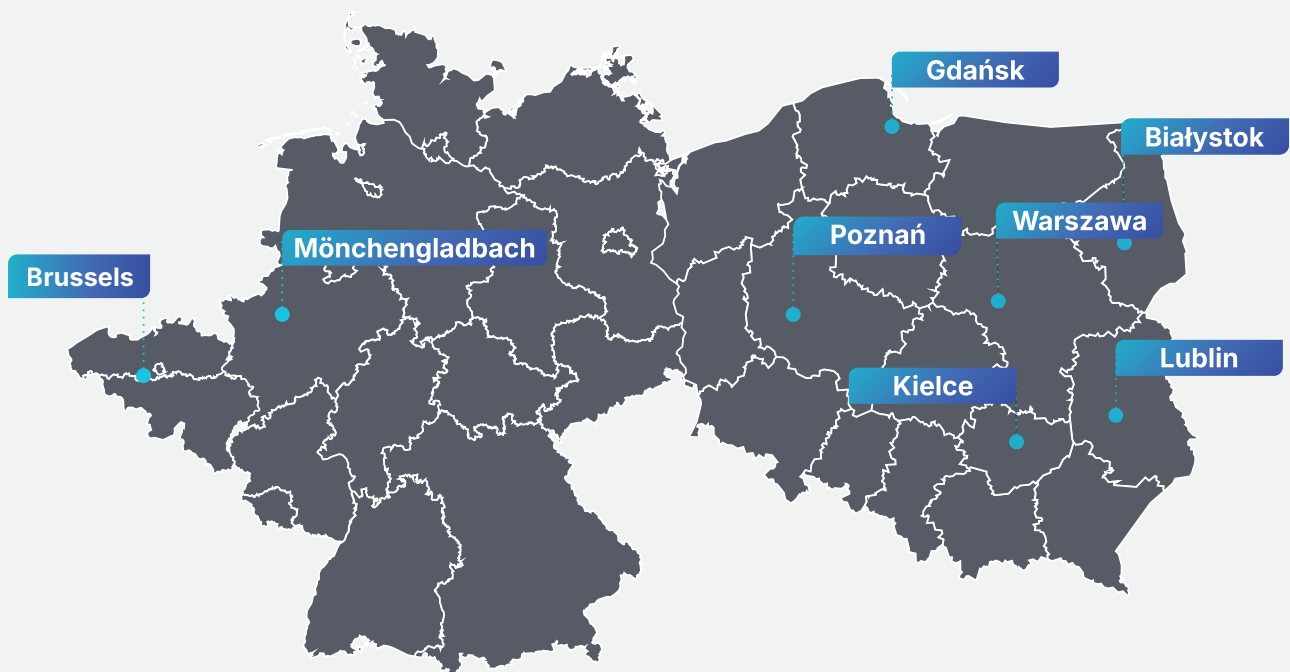 Gdańsk
Białystok
Warszawa
Poznań
Mönchengladbach
Brussels
Lublin
Kielce